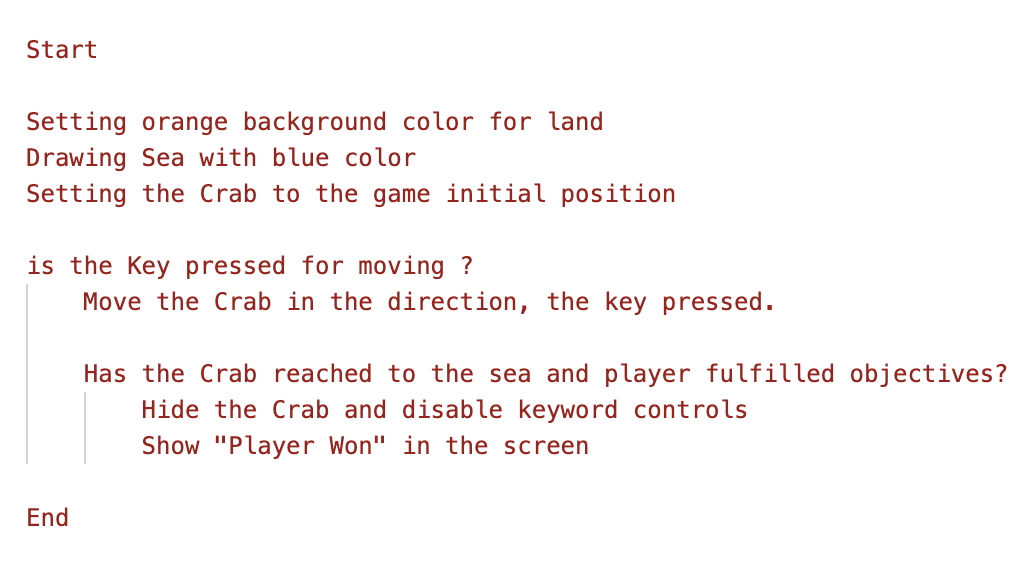 Start
Setting orange background color for land
Drawing Sea with blue color
Setting the Crab to the game initial position
is the Key pressed for moving ?
Move the Crab in the direction, the key pressed.
Has the Crab reached to the sea and player fulfilled objectives?
Hide the Crab and disable keyword controls
Show "Player Won" in the screen
End